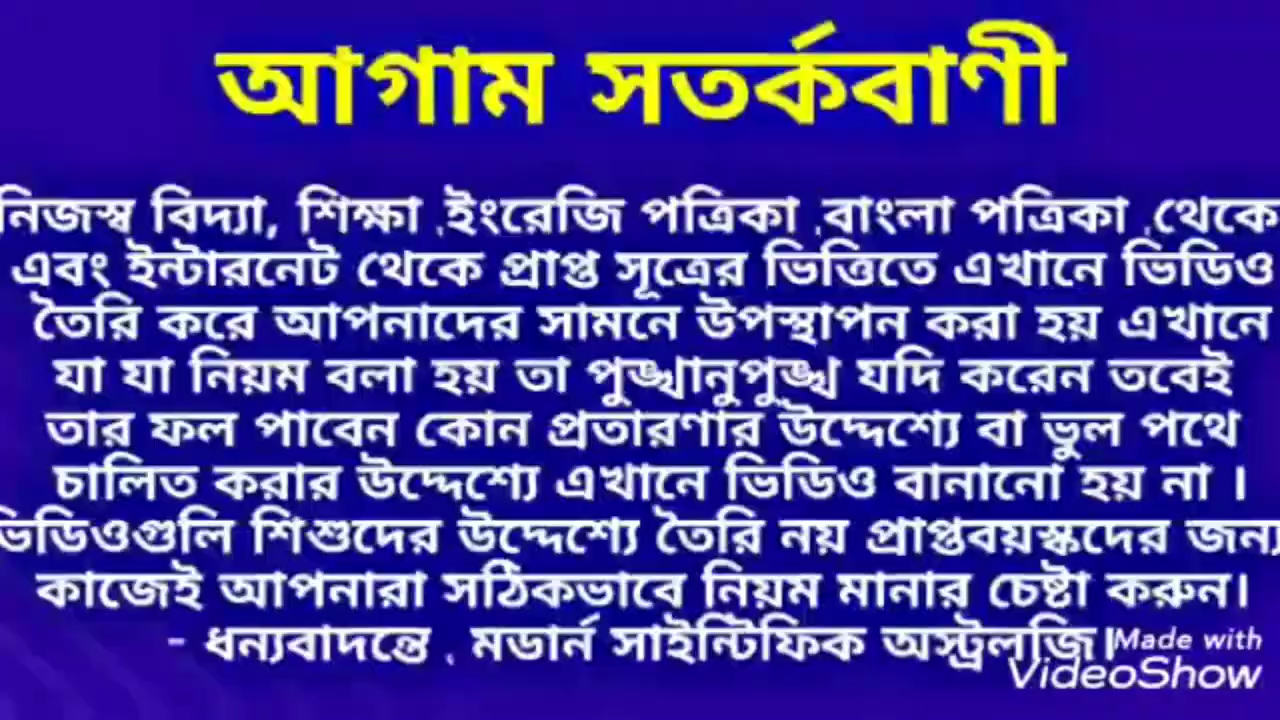 আগাম সতর্কবাণী
নিজস্ব বিদ্যা, শিক্ষা ,ইংরেজি পত্রিকা ,বাংলা পত্রিকা ,থেকে
এবং ইন্টারনেট থেকে প্রাপ্ত সূত্রের ভিত্তিতে এখানে ভিডিও
তৈরি করে আপনাদের সামনে উপস্থাপন করা হয় এখানে
যা যা নিয়ম বলা হয় তা পুঙ্খানুপুঙ্খ যদি করেন তবেই
তার ফল পাবেন কোন প্রতারণার উদ্দেশ্যে বা ভুল পথে
চালিত করার উদ্দেশ্যে এখানে ভিডিও বানানো হয় না ।
ভিডিওগুলি শিশুদের উদ্দেশ্যে তৈরি নয় প্রাপ্তবয়স্কদের জন্য
কাজেই আপনারা সঠিকভাবে নিয়ম মানার চেষ্টা করুন।
- ধন্যবাদন্তে , মডার্ন সাইন্টিফিক অস্ট্রলজি।
Made with
VideoShow